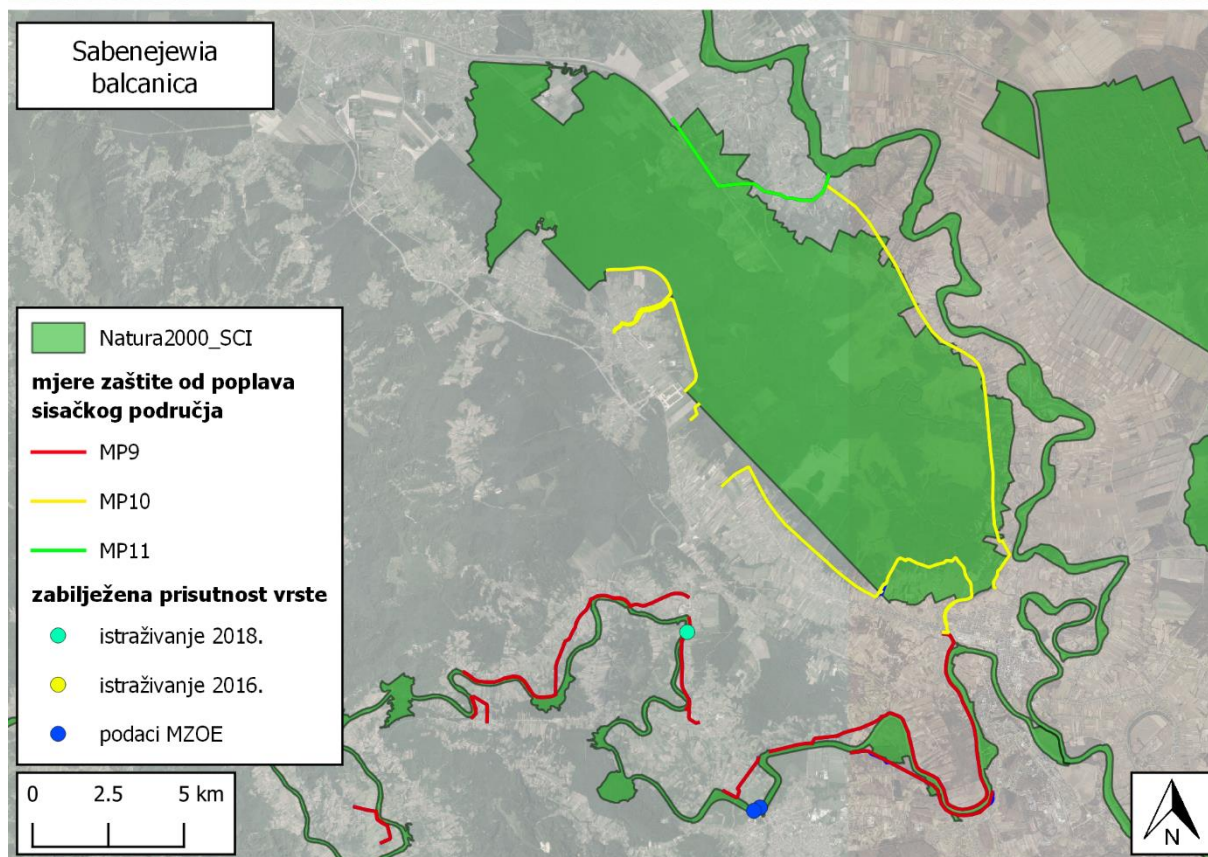 Sabenejewia
balcanica
Natura2000_SCI
mjere zaštite od poplava
sisačkog područja
MP9
MP10
MP11
zabilježena prisutnost vrste
istraživanje 2018.
istraživanje 2016.
podaci MZOE
0 2.5 5 km
N